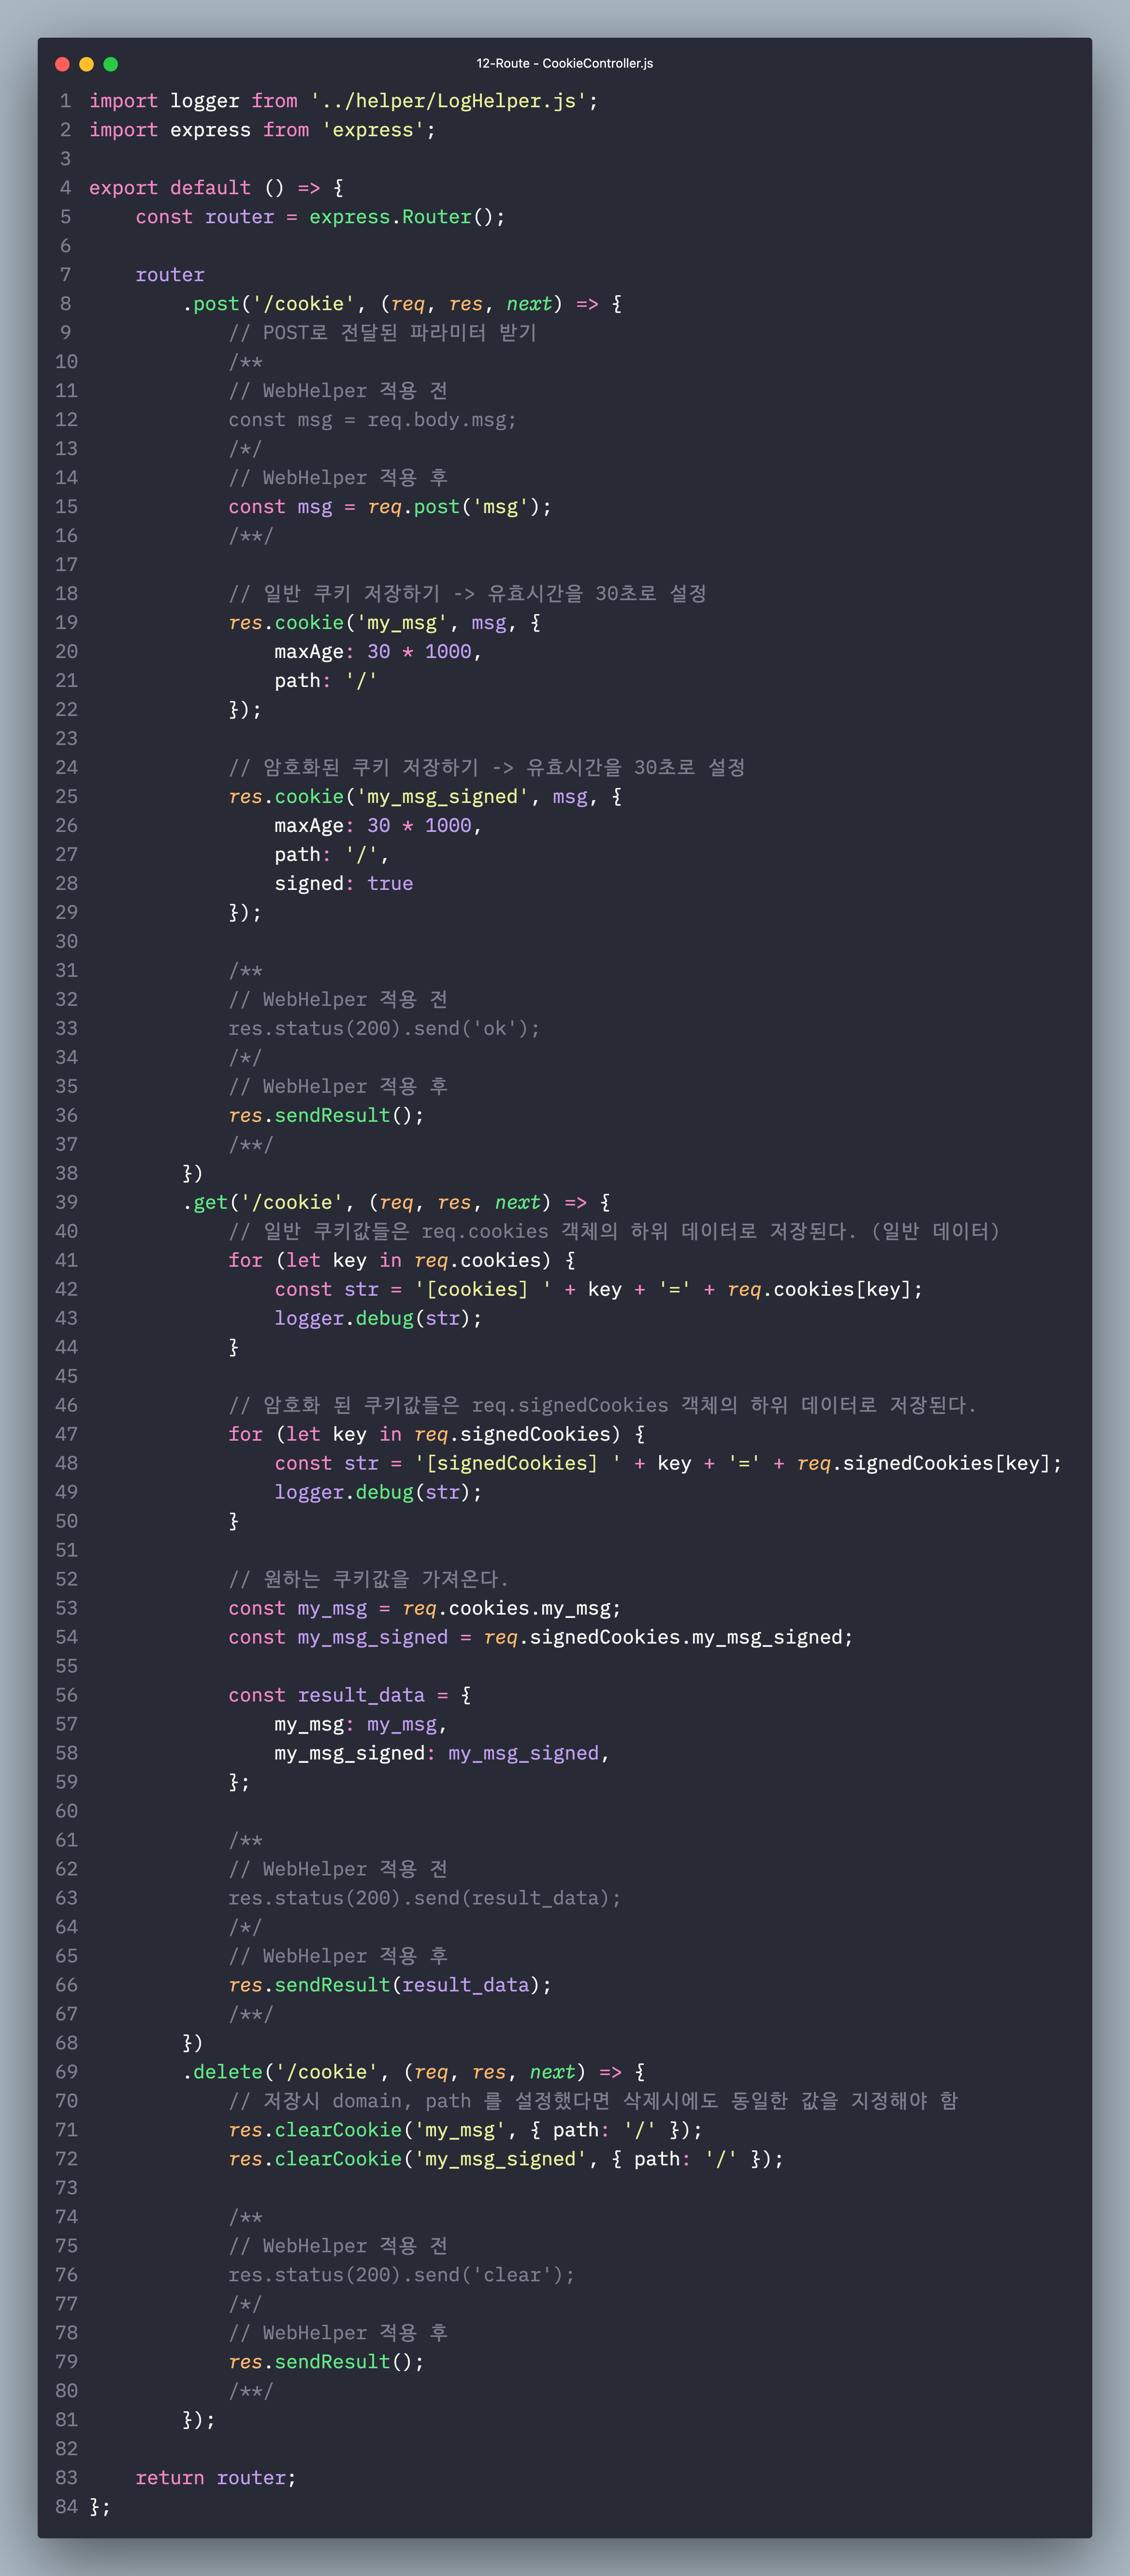 12-Route - CookieController.js
1 import logger from '../helper/LogHelper.js';
2 import express from 'express';
3
4 export default () => {
5     const router = express.Router();
6
7     router
8         .post('/cookie', (req, res, next) => {
9             // POST로 전달된 파라미터 받기
10             /**
11             // WebHelper 적용 전
12             const msg = req.body.msg;
13             /*/
14             // WebHelper 적용 후
15             const msg = req.post('msg');
16             /**/
17
18             // 일반 쿠키 저장하기 -> 유효시간을 30초로 설정
19             res.cookie('my_msg', msg, {
20                 maxAge: 30 * 1000,
21                 path: '/'
22             });
23
24             // 암호화된 쿠키 저장하기 -> 유효시간을 30초로 설정
25             res.cookie('my_msg_signed', msg, {
26                 maxAge: 30 * 1000,
27                 path: '/',
28                 signed: true
29             });
30
31             /**
32             // WebHelper 적용 전
33             res.status(200).send('ok');
34             /*/
35             // WebHelper 적용 후
36             res.sendResult();
37             /**/
38         })
39         .get('/cookie', (req, res, next) => {
40             // 일반 쿠키값들은 req.cookies 객체의 하위 데이터로 저장된다. (일반 데이터)
41             for (let key in req.cookies) {
42                 const str = '[cookies] ' + key + '=' + req.cookies[key];
43                 logger.debug(str);
44             }
45
46             // 암호화 된 쿠키값들은 req.signedCookies 객체의 하위 데이터로 저장된다.
47             for (let key in req.signedCookies) {
48                 const str = '[signedCookies] ' + key + '=' + req.signedCookies[key];
49                 logger.debug(str);
50             }
51
52             // 원하는 쿠키값을 가져온다.
53             const my_msg = req.cookies.my_msg;
54             const my_msg_signed = req.signedCookies.my_msg_signed;
55
56             const result_data = {
57                 my_msg: my_msg,
58                 my_msg_signed: my_msg_signed,
59             };
60
61             /**
62             // WebHelper 적용 전
63             res.status(200).send(result_data);
64             /*/
65             // WebHelper 적용 후
66             res.sendResult(result_data);
67             /**/
68         })
69         .delete('/cookie', (req, res, next) => {
70             // 저장시 domain, path 를 설정했다면 삭제시에도 동일한 값을 지정해야 함
71             res.clearCookie('my_msg', { path: '/' });
72             res.clearCookie('my_msg_signed', { path: '/' });
73
74             /**
75             // WebHelper 적용 전
76             res.status(200).send('clear');
77             /*/
78             // WebHelper 적용 후
79             res.sendResult();
80             /**/
81         });
82
83     return router;
84 };